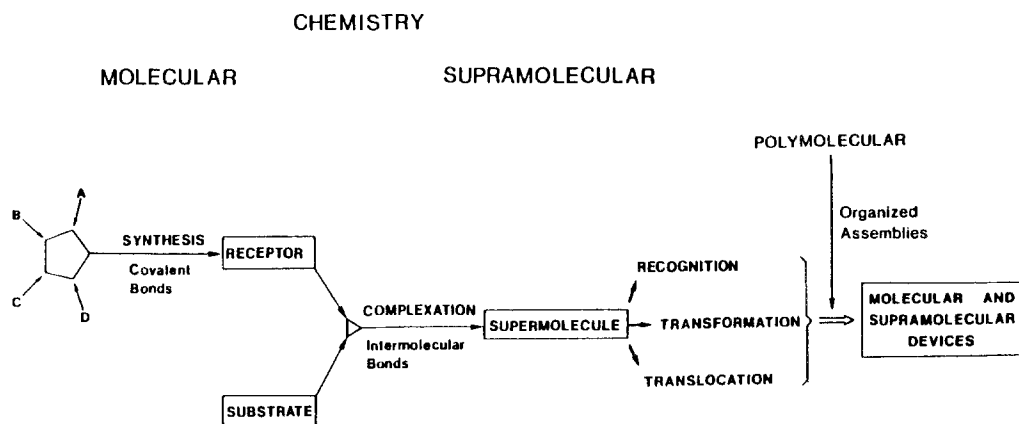 CHEMISTRY
MOLECULAR
SUPRAMOLECULAR
POLYMOLECULAR
A
B
C
D
SYNTHESIS
Covalent
Bonds
RECEPTOR
SUBSTRATE
COMPLEXATION
Intermolecular
Bonds
SUPERMOLECULE
RECOGNITION
TRANSFORMATION
TRANSLOCATION
Organized
Assemblies
MOLECULAR AND
SUPRAMOLECULAR
DEVICES